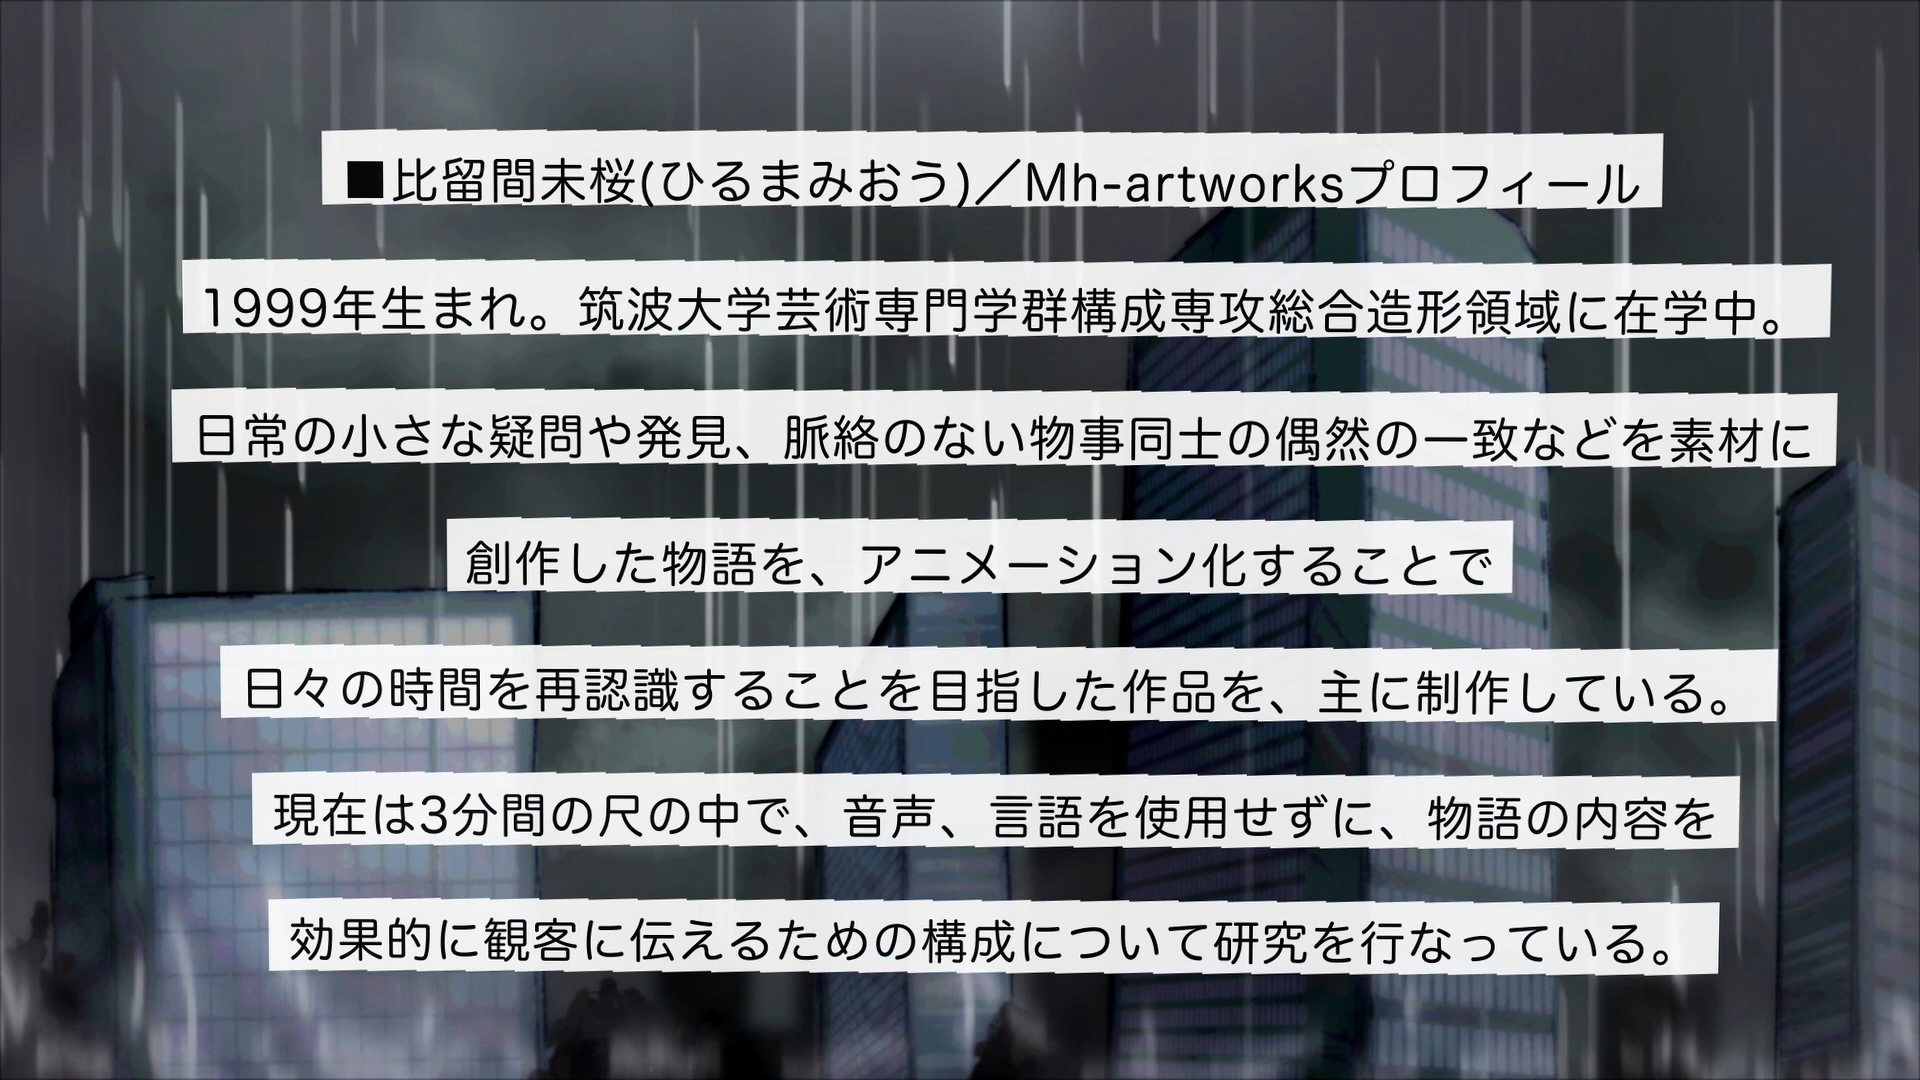 ■比留間未桜(ひるまみおう)／Mh-artworksプロフィール
1999年生まれ。筑波大学芸術専門学群構成専攻総合造形領域に在学中。
日常の小さな疑問や発見、脈絡のない物事同士の偶然の一致などを素材に
創作した物語を、アニメーション化することで
日々の時間を再認識することを目指した作品を、主に制作している。
現在は3分間の尺の中で、音声、言語を使用せずに、物語の内容を
効果的に観客に伝えるための構成について研究を行なっている。